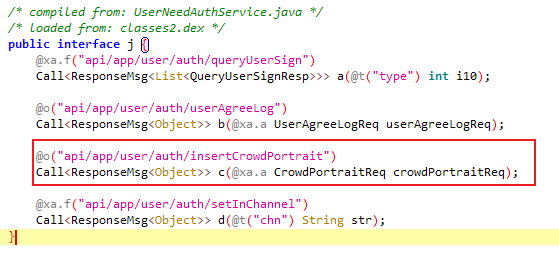 /* compiled from: UserNeedAuthService.java */
/* loaded from: classes2.dex */
public interface j {
@xa.f("api/app/user/auth/queryUserSign")
Call<ResponseMsg<List<QueryUserSignResp>>> a(@t("type") int i10);
@o("api/app/user/auth/userAgreeLog")
Call<ResponseMsg<Object>> b(@xa.a UserAgreeLogReq userAgreeLogReq);
@o("api/app/user/auth/insertCrowdPortrait")
Call<ResponseMsg<Object>> c(@xa.a CrowdPortraitReq crowdPortraitReq);
@xa.f("api/app/user/auth/setInChannel")
Call<ResponseMsg<Object>> d(@t("chn") String str);
}